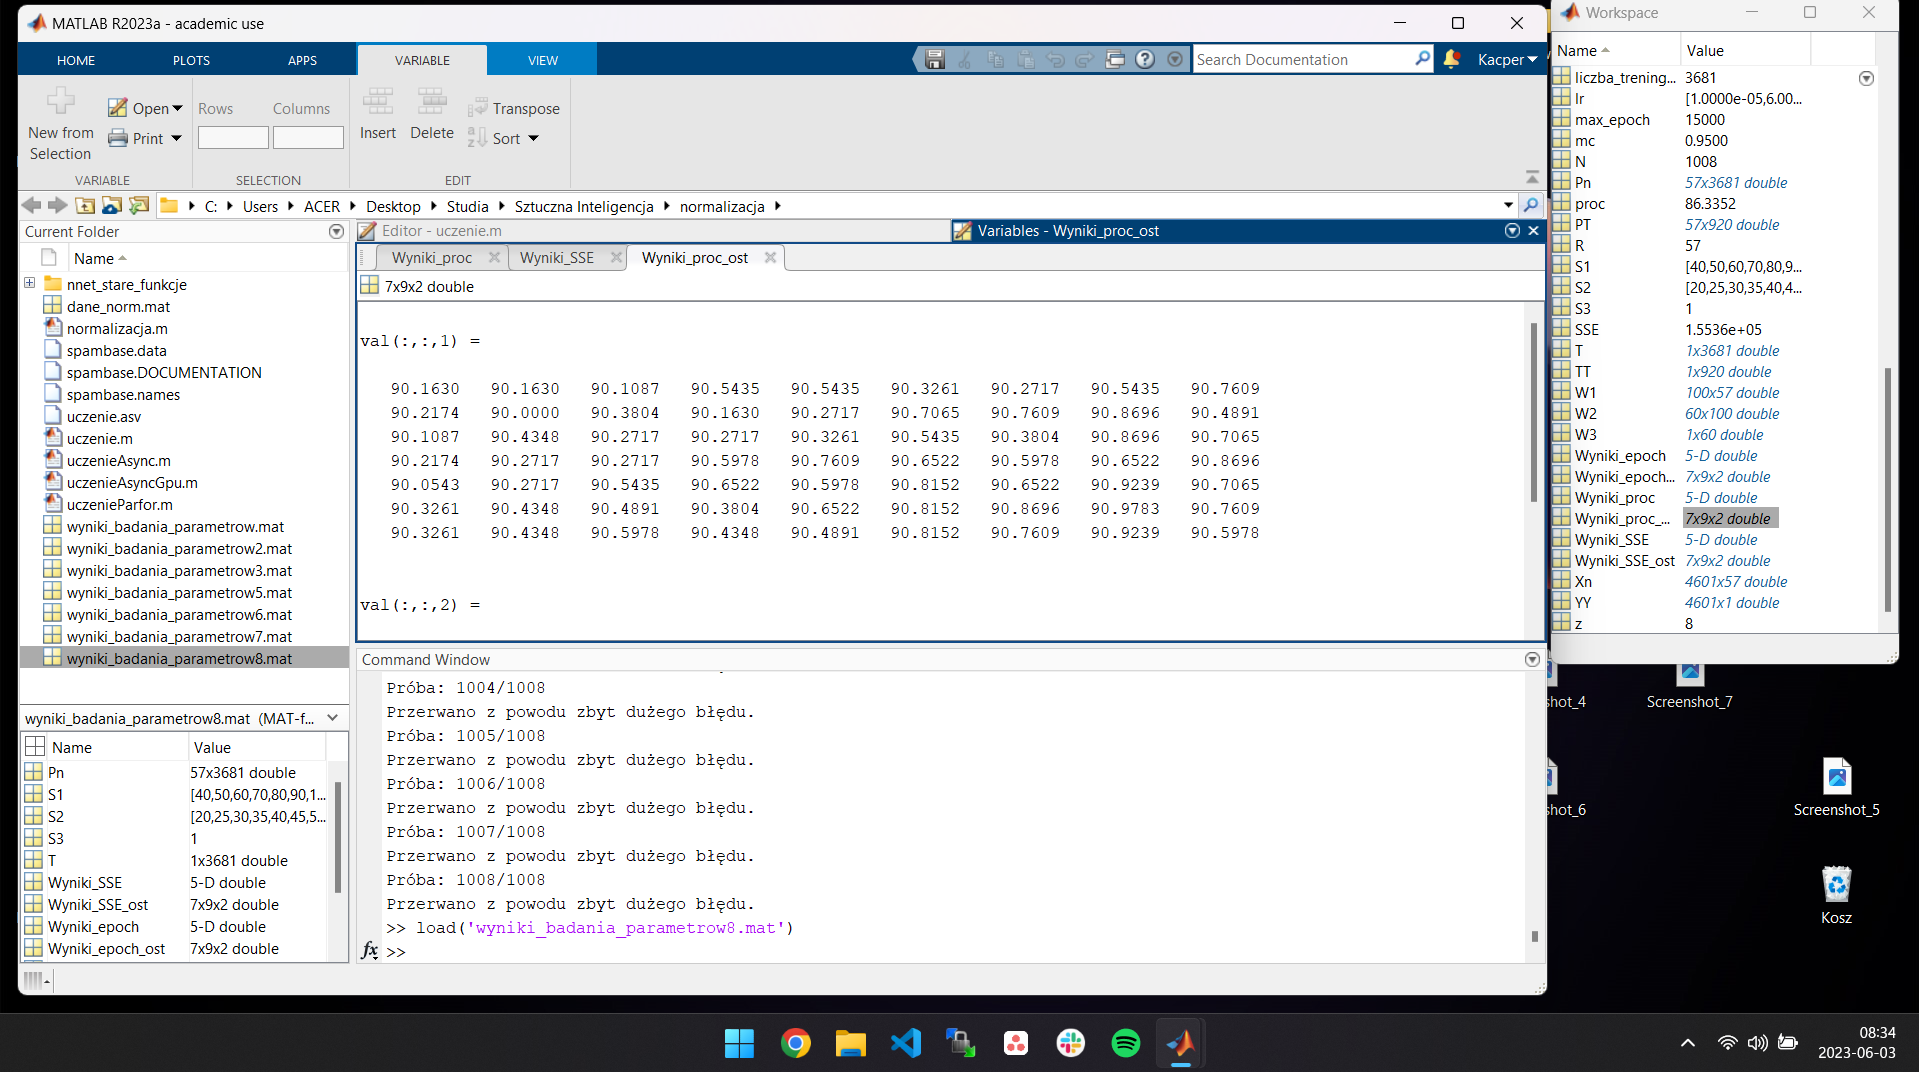 MATLAB R2023a - academic use
HOME PLOTS APPS VARIABLE VIEW
Search Documentation
Kacper
New from Selection
Open
Print
VARIABLE
Rows Columns
SELECTION
Insert
Delete
Transpose
Sort
EDIT
C: Users ACER Desktop Studia Sztuczna Inteligencja normalizacja
Current Folder
Name
nnet_stare_funkcje
dane_norm.mat
normalizacja.m
spambase.data
spambase.DOCUMENTATION
spambase.names
uczenie.asv
uczenie.m
uczenieAsync.m
uczenieAsyncGpu.m
uczenieParfor.m
wyniki_badania_parametrow.mat
wyniki_badania_parametrow2.mat
wyniki_badania_parametrow3.mat
wyniki_badania_parametrow5.mat
wyniki_badania_parametrow6.mat
wyniki_badania_parametrow7.mat
wyniki_badania_parametrow8.mat
wyniki_badania_parametrow8.mat (MAT-f...
Name Value
Pn 57x3681 double
S1 [40,50,60,70,80,90,1...
S2 [20,25,30,35,40,45,5...
S3 1
T 1x3681 double
Wyniki_SSE 5-D double
Wyniki_SSE_ost 7x9x2 double
Wyniki_epoch 5-D double
Wyniki_epoch_ost 7x9x2 double
Editor - uczenie.m
Variables - Wyniki_proc_ost
Wyniki_proc Wyniki_SSE Wyniki_proc_ost
7x9x2 double
val(:,:,1) =
90.1630 90.1630 90.1087 90.5435 90.5435 90.3261 90.2717 90.5435 90.7609
90.2174 90.0000 90.3804 90.1630 90.2717 90.7065 90.7609 90.8696 90.4891
90.1087 90.4348 90.2717 90.2717 90.3261 90.5435 90.3804 90.8696 90.7065
90.2174 90.2717 90.2717 90.5978 90.7609 90.6522 90.5978 90.6522 90.8696
90.0543 90.2717 90.5435 90.6522 90.5978 90.8152 90.6522 90.9239 90.7065
90.3261 90.4348 90.4891 90.3804 90.6522 90.8152 90.8696 90.9783 90.7609
90.3261 90.4348 90.5978 90.4348 90.4891 90.8152 90.7609 90.9239 90.5978
val(:,:,2) =
Command Window
Próba: 1004/1008
Przerwano z powodu zbyt dużego błędu.
Próba: 1005/1008
Przerwano z powodu zbyt dużego błędu.
Próba: 1006/1008
Przerwano z powodu zbyt dużego błędu.
Próba: 1007/1008
Przerwano z powodu zbyt dużego błędu.
Próba: 1008/1008
Przerwano z powodu zbyt dużego błędu.
>> load('wyniki_badania_parametrow8.mat')
fx >>
Workspace
Name Value
liczba_trening... 3681
lr [1.0000e-05,6.00...
max_epoch 15000
mc 0.9500
N 1008
Pn 57x3681 double
proc 86.3352
PT 57x920 double
R 57
S1 [40,50,60,70,80,9...
S2 [20,25,30,35,40,4...
S3 1
SSE 1.5536e+05
T 1x3681 double
TT 1x920 double
W1 100x57 double
W2 60x100 double
W3 1x60 double
Wyniki_epoch 5-D double
Wyniki_epoch... 7x9x2 double
Wyniki_proc 5-D double
Wyniki_proc_... 7x9x2 double
Wyniki_SSE 5-D double
Wyniki_SSE_ost 7x9x2 double
Xn 4601x57 double
YY 4601x1 double
z 8
shot_4
Screenshot_7
shot_6
Screenshot_5
Kosz
08:34
2023-06-03